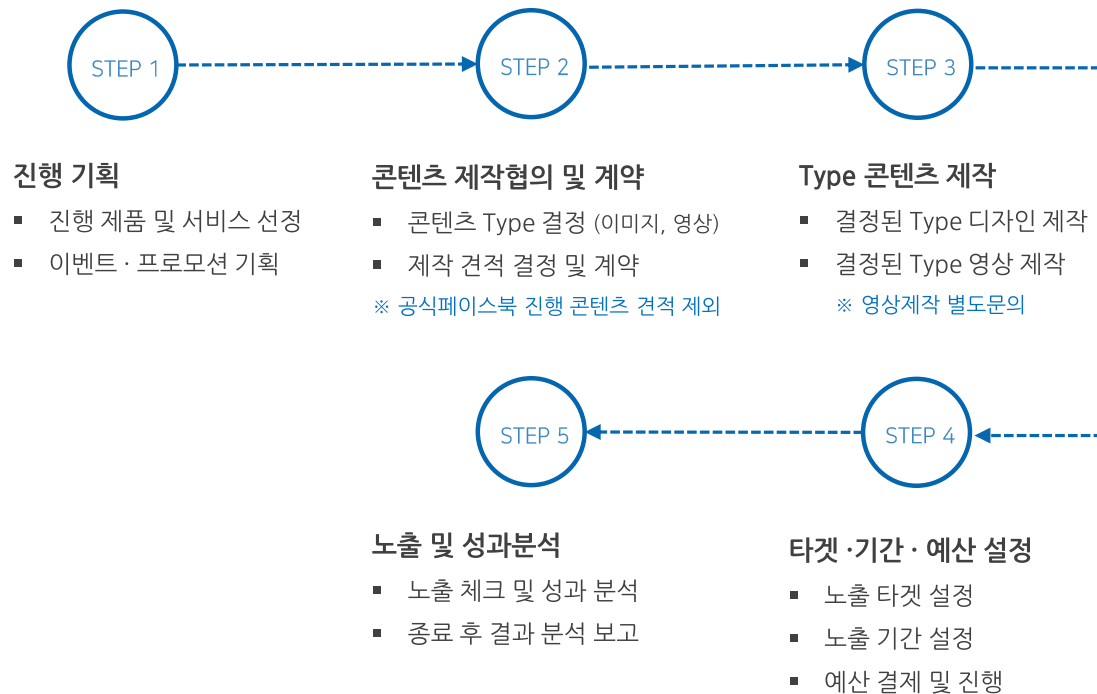 STEP 1
STEP 2
STEP 3
진행 기획
▪ 진행 제품 및 서비스 선정
▪ 이벤트 · 프로모션 기획
콘텐츠 제작협의 및 계약
▪ 콘텐츠 Type 결정 (이미지, 영상)
▪ 제작 견적 결정 및 계약
※ 공식페이스북 진행 콘텐츠 견적 제외
Type 콘텐츠 제작
▪ 결정된 Type 디자인 제작
▪ 결정된 Type 영상 제작
※ 영상제작 별도문의
STEP 4
타겟 ·기간 · 예산 설정
▪ 노출 타겟 설정
▪ 노출 기간 설정
▪ 예산 결제 및 진행
STEP 5
노출 및 성과분석
▪ 노출 체크 및 성과 분석
▪ 종료 후 결과 분석 보고